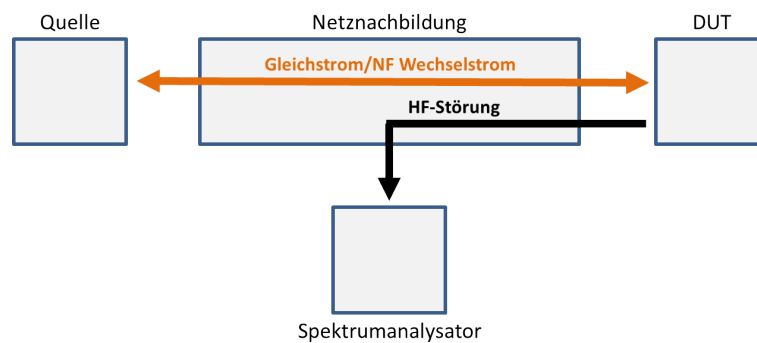 Quelle
Netznachbildung
DUT
Gleichstrom/NF Wechselstrom
HF-Störung
Spektrumanalysator